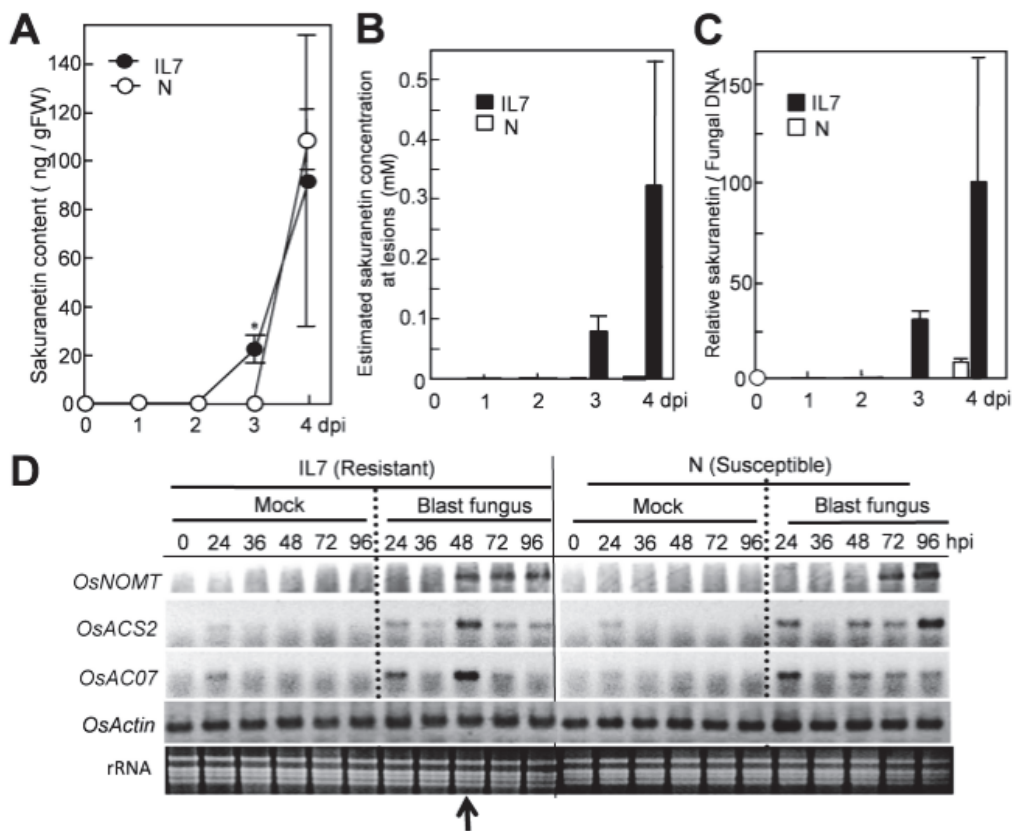 A
Sakuranetin content ( ng / gFW)
140
120
100
80
60
40
20
0
IL7
N
*
0 1 2 3 4 dpi
B
Estimated sakuranetin concentration
at lesions (mM)
0.5
0.4
0.3
0.2
0.1
0
IL7
N
1 2 3 4 dpi
C
Relative sakuranetin / Fungal DNA
150
100
50
0
IL7
N
0 1 2 3 4 dpi
D
IL7 (Resistant) N (Susceptible)
Mock Blast fungus Mock Blast fungus
0 24 36 48 72 96 24 36 48 72 96 0 24 36 48 72 96 24 36 48 72 96 hpi
OsNOMT
OsACS2
OsACO7
OsActin
rRNA